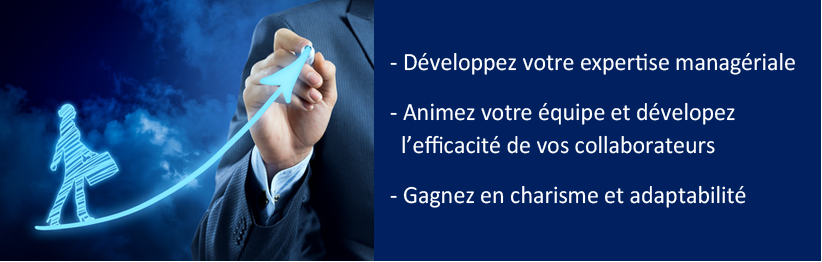 - Développez votre expertise managériale
- Animez votre équipe et dévelopez
l'efficacité de vos collaborateurs
- Gagnez en charisme et adaptabilité